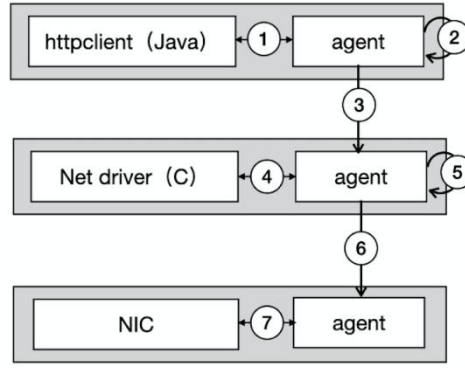 httpclient（Java） 1 agent 2
3
Net driver（C） 4 agent 5
6
NIC 7 agent